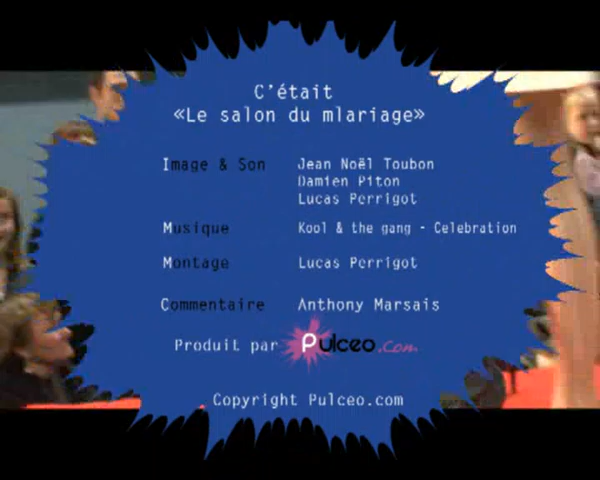 C'était
«Le salon du mlariage»
Image & Son Jean Noël Toubon
Damien Piton
Lucas Perrigot
Musique Kool & the gang - Celebration
Montage Lucas Perrigot
Commentaire Anthony Marsais
Produit par Pulceo.com
Copyright Pulceo.com